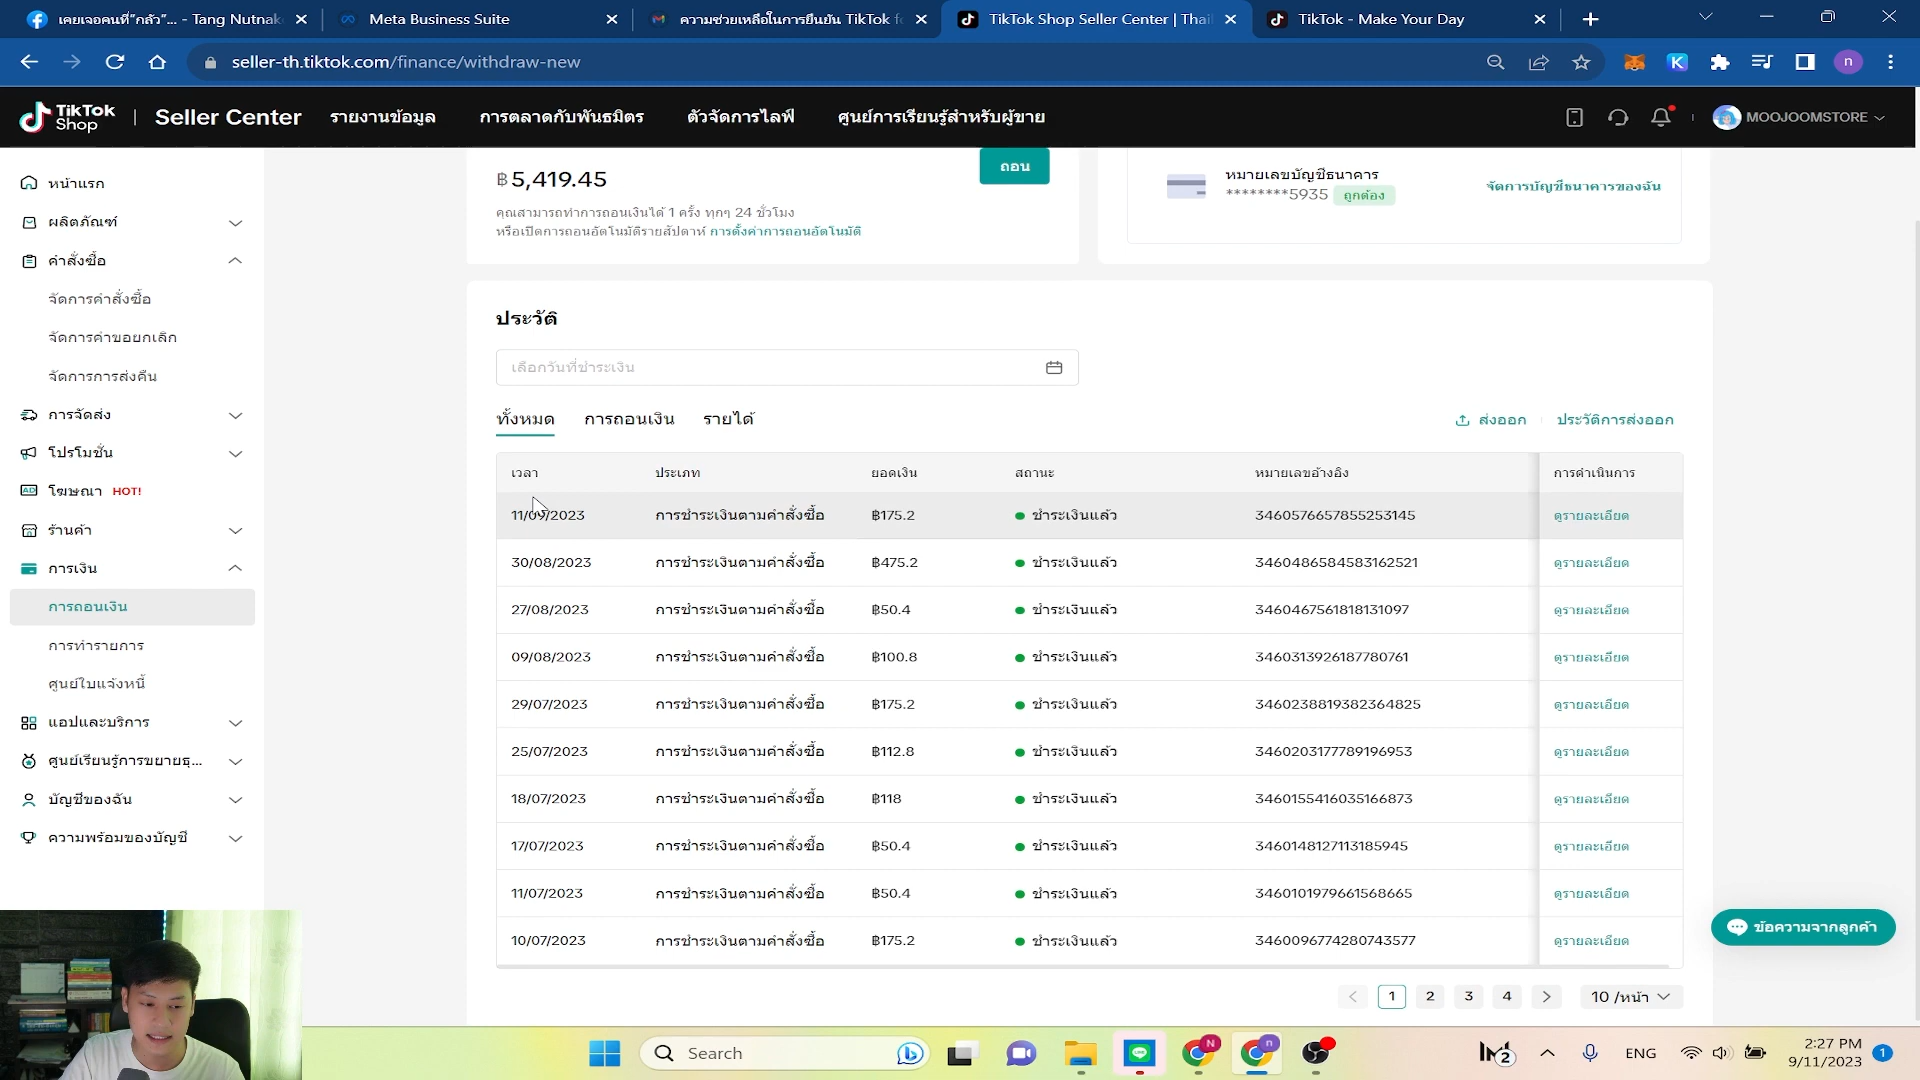 เคยเจอคนที่"กลัว"... - Tang Nutnak
Meta Business Suite
ความช่วยเหลือในการยืนยัน TikTok fo
TikTok Shop Seller Center | Thail
TikTok - Make Your Day
seller-th.tiktok.com/finance/withdraw-new
n
TikTok Shop
Seller Center
รายงานข้อมูล
การตลาดกับพันธมิตร
ตัวจัดการไลฟ์
ศูนย์การเรียนรู้สำหรับผู้ขาย
MOOJOOMSTORE
หน้าแรก
ผลิตภัณฑ์
คำสั่งซื้อ
จัดการคำสั่งซื้อ
จัดการคำขอยกเลิก
จัดการการส่งคืน
การจัดส่ง
โปรโมชั่น
AD โฆษณา HOT!
ร้านค้า
การเงิน
การถอนเงิน
การทำรายการ
ศูนย์ใบแจ้งหนี้
แอปและบริการ
ศูนย์เรียนรู้การขยายธุ...
บัญชีของฉัน
ความพร้อมของบัญชี
฿5,419.45
ถอน
คุณสามารถทำการถอนเงินได้ 1 ครั้ง ทุกๆ 24 ชั่วโมง
หรือเปิดการถอนอัตโนมัติรายสัปดาห์ การตั้งค่าการถอนอัตโนมัติ
หมายเลขบัญชีธนาคาร
********5935 ถูกต้อง
จัดการบัญชีธนาคารของฉัน
ประวัติ
เลือกวันที่ชำระเงิน
ทั้งหมด การถอนเงิน รายได้
ส่งออก ประวัติการส่งออก
เวลา ประเภท ยอดเงิน สถานะ หมายเลขอ้างอิง การดำเนินการ
11/09/2023 การชำระเงินตามคำสั่งซื้อ ฿175.2 ชำระเงินแล้ว 3460576657855253145 ดูรายละเอียด
30/08/2023 การชำระเงินตามคำสั่งซื้อ ฿475.2 ชำระเงินแล้ว 3460486584583162521 ดูรายละเอียด
27/08/2023 การชำระเงินตามคำสั่งซื้อ ฿50.4 ชำระเงินแล้ว 3460467561818131097 ดูรายละเอียด
09/08/2023 การชำระเงินตามคำสั่งซื้อ ฿100.8 ชำระเงินแล้ว 3460313926187780761 ดูรายละเอียด
29/07/2023 การชำระเงินตามคำสั่งซื้อ ฿175.2 ชำระเงินแล้ว 3460238819382364825 ดูรายละเอียด
25/07/2023 การชำระเงินตามคำสั่งซื้อ ฿112.8 ชำระเงินแล้ว 3460203177789196953 ดูรายละเอียด
18/07/2023 การชำระเงินตามคำสั่งซื้อ ฿118 ชำระเงินแล้ว 3460155416035166873 ดูรายละเอียด
17/07/2023 การชำระเงินตามคำสั่งซื้อ ฿50.4 ชำระเงินแล้ว 3460148127113185945 ดูรายละเอียด
11/07/2023 การชำระเงินตามคำสั่งซื้อ ฿50.4 ชำระเงินแล้ว 3460101979661568665 ดูรายละเอียด
10/07/2023 การชำระเงินตามคำสั่งซื้อ ฿175.2 ชำระเงินแล้ว 3460096774280743577 ดูรายละเอียด
ข้อความจากลูกค้า
1 2 3 4 10 /หน้า
Search
ENG
2:27 PM
9/11/2023
1